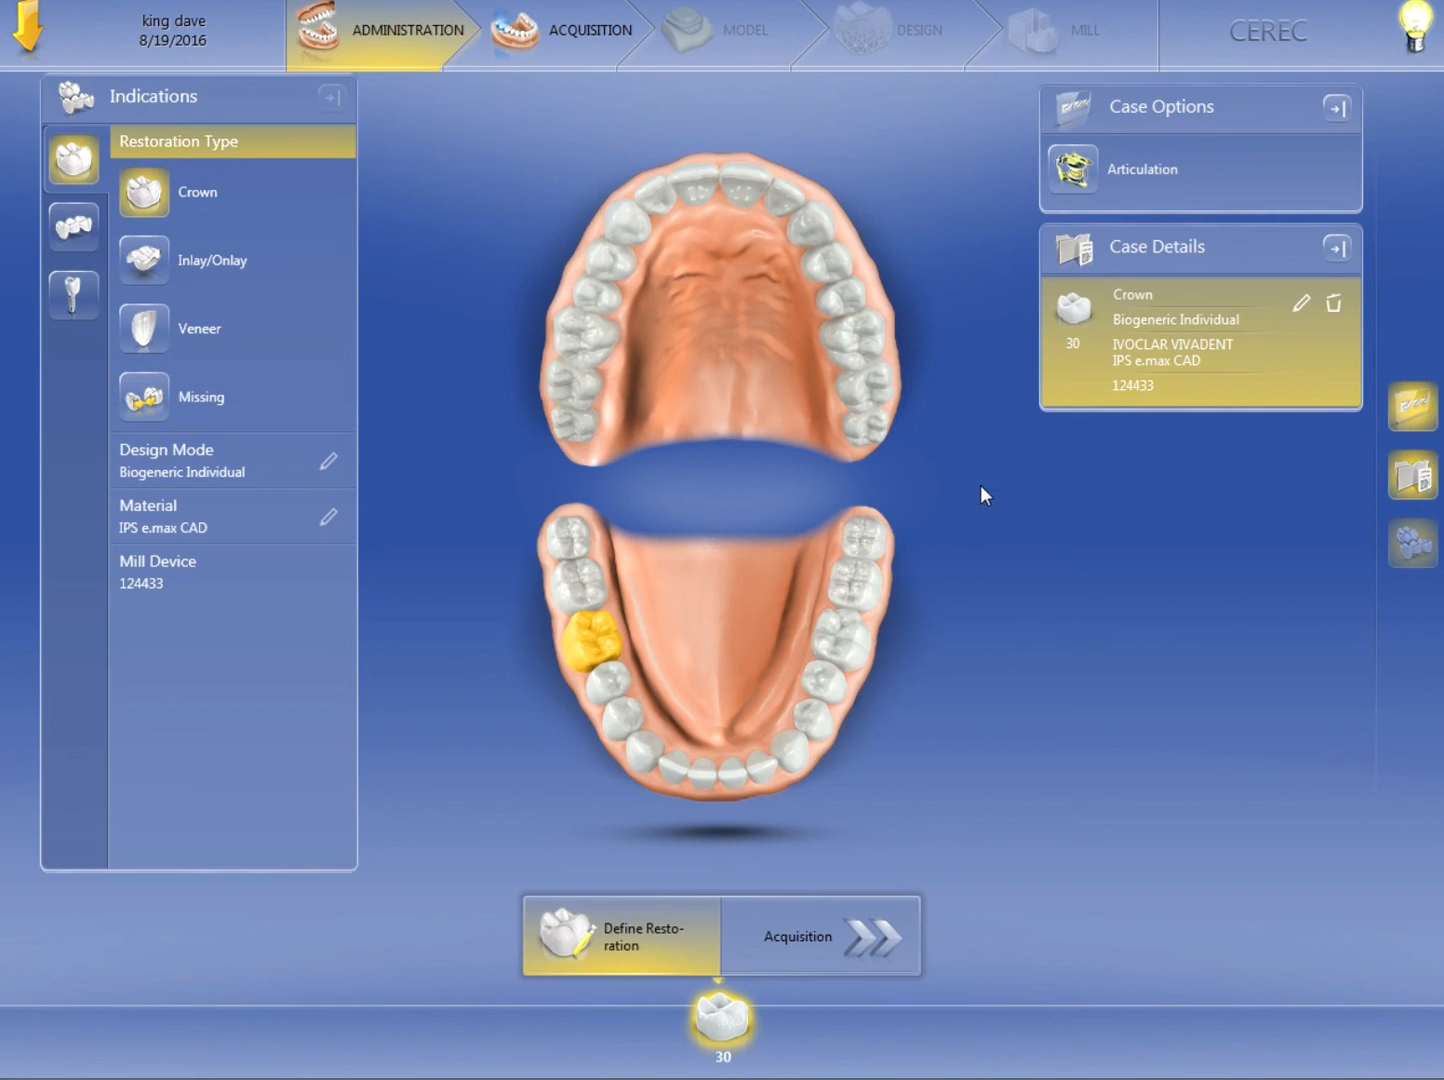 king dave
8/19/2016
ADMINISTRATION
ACQUISITION
MODEL
DESIGN
MILL
CEREC
Indications
Restoration Type
Crown
Inlay/Onlay
Veneer
Missing
Design Mode
Biogeneric Individual
Material
IPS e.max CAD
Mill Device
124433
Case Options
Articulation
Case Details
Crown
Biogeneric Individual
30
IVOCLAR VIVADENT
IPS e.max CAD
124433
Define Resto-
ration
Acquisition
30